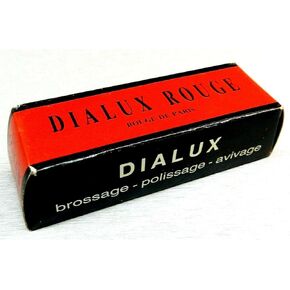 DIALUX ROUGE
ROUGE DE PARIS
DIALUX
brossage - polissage - avivage